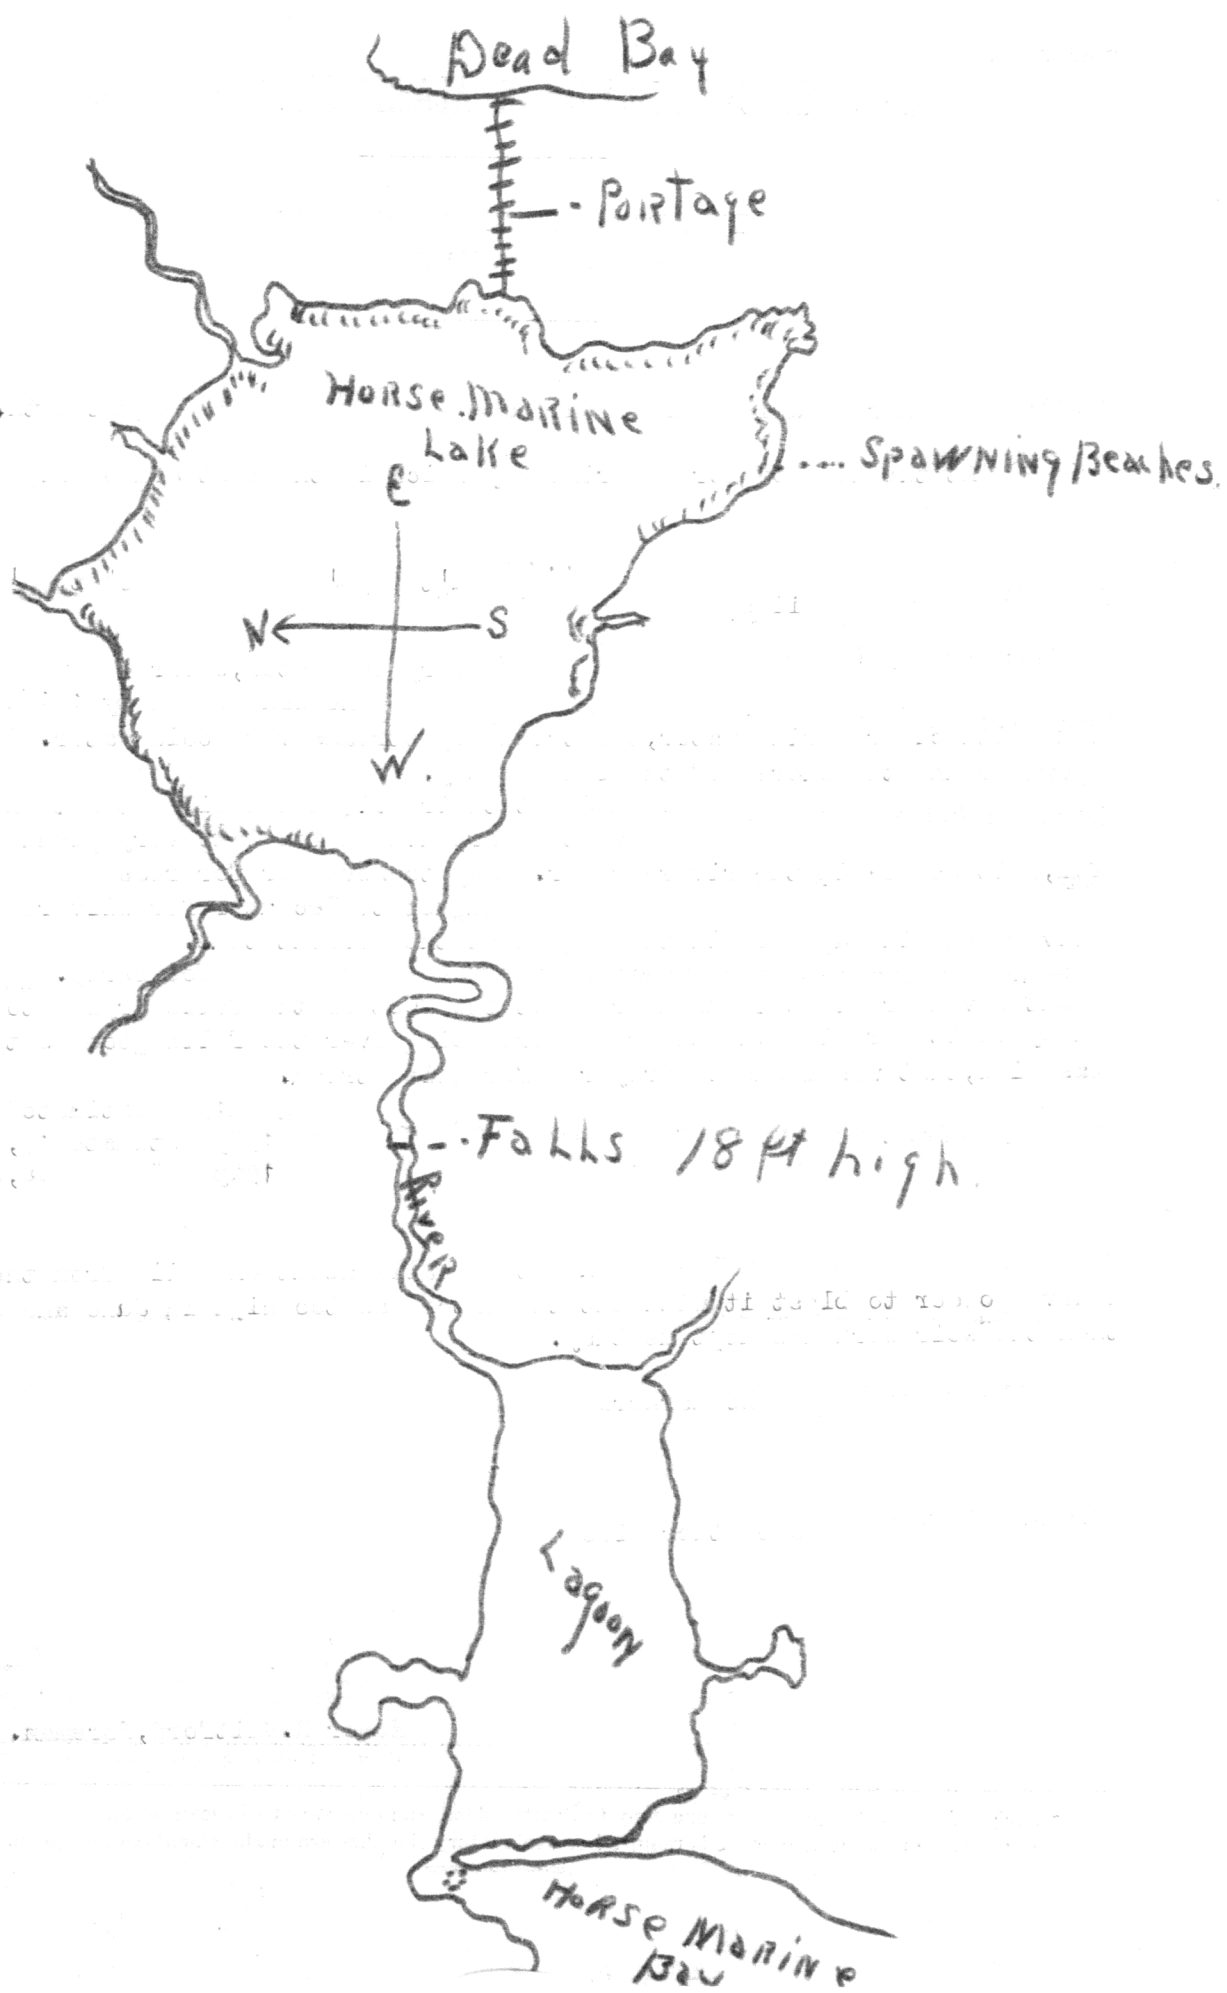 Dead Bay
- - Portage
Horse Marine
Lake
.... Spawning Beaches.
E
N
S
W.
-- Falls 18 ft high.
River
Lagoon
Horse Marine
Bay